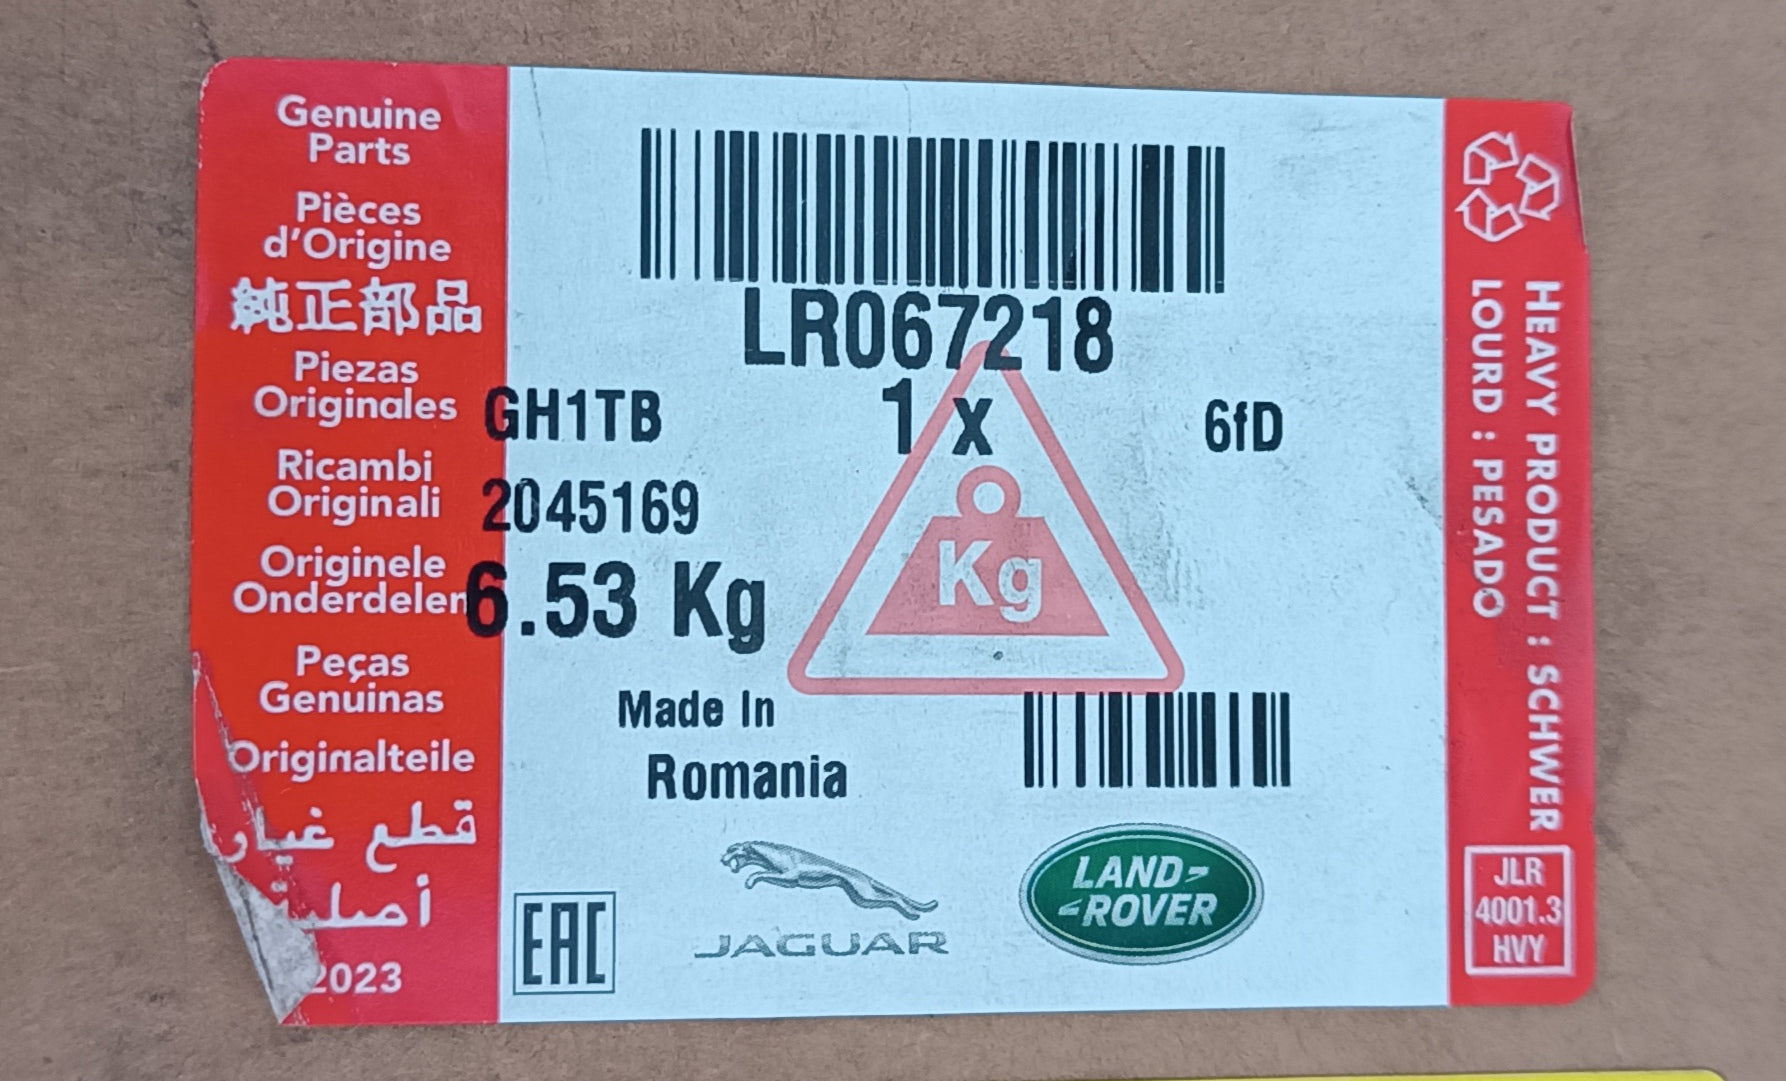 Genuine
Parts
Pièces
d'Origine
純正部品
Piezas
Originales
Ricambi
Originali
Originele
Onderdelen
Peças
Genuinas
Originalteile
قطع غيار
أصلية
2023
LR067218
GH1TB 1 x 6fD
2045169
6.53 Kg
Kg
Made In
Romania
EAC
JAGUAR
LAND-
-ROVER
HEAVY PRODUCT : SCHWER
LOURD : PESADO
JLR
4001.3
HVY